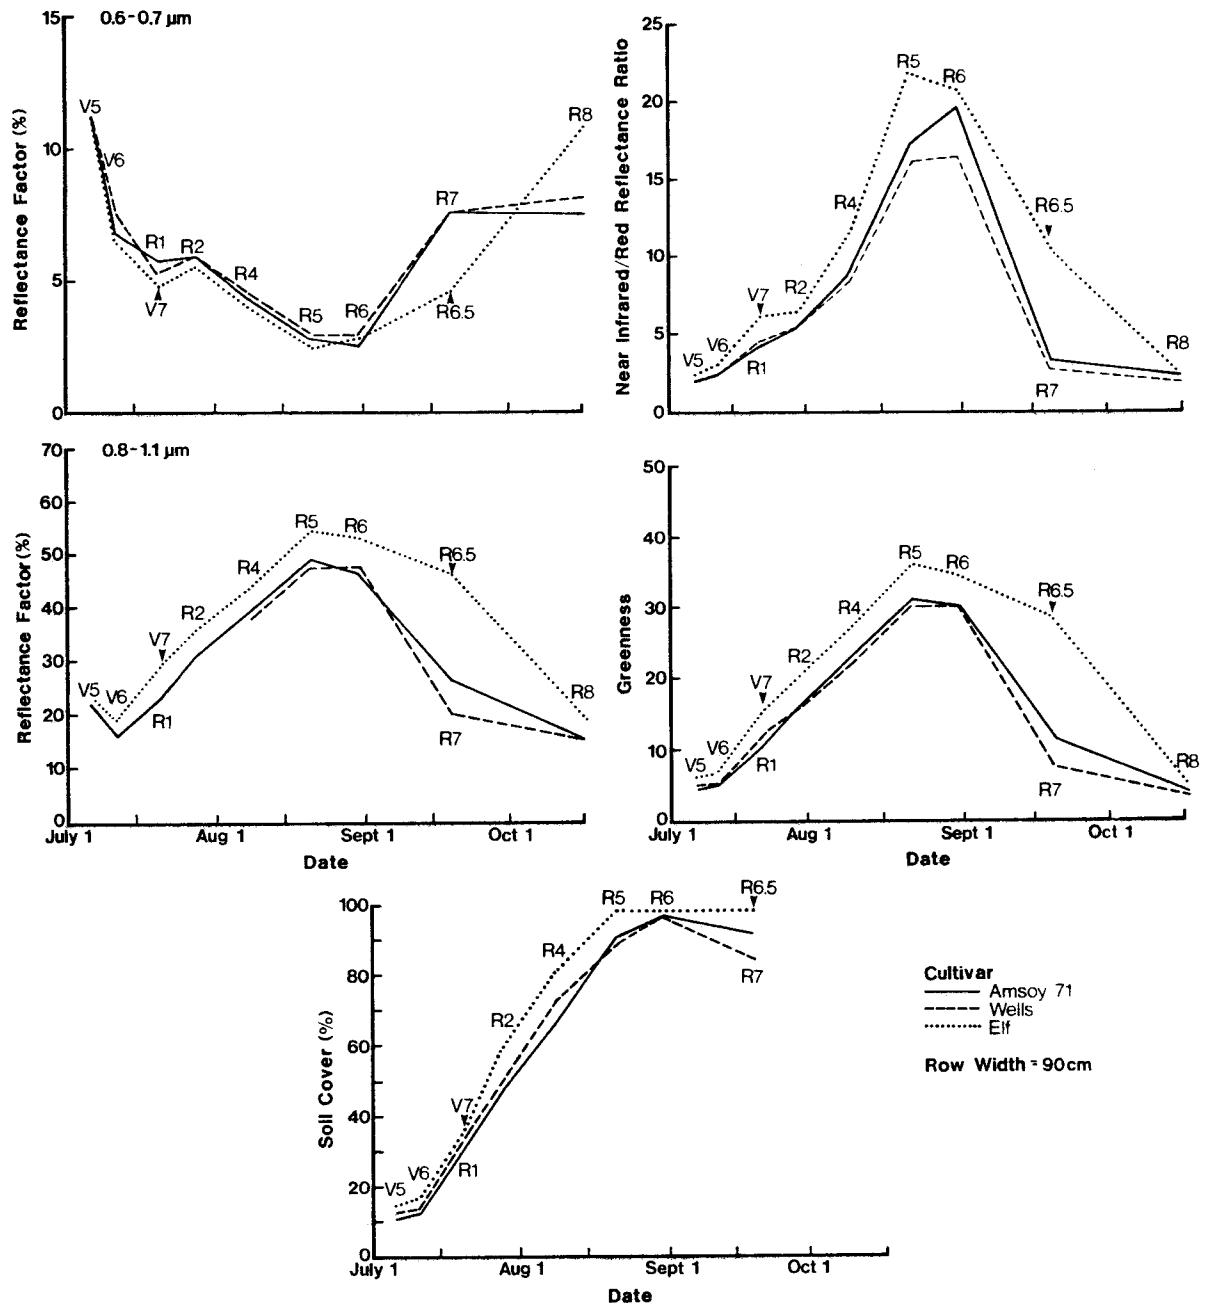 0.6-0.7 µm
Reflectance Factor (%)
15
10
5
0
V5
V6
R1
V7
R2
R4
R5
R6
R7
R6.5
R8
Near Infrared/Red Reflectance Ratio
25
20
15
10
5
0
V5
V6
V7
R1
R2
R4
R5
R6
R6.5
R7
R8
0.8-1.1 µm
Reflectance Factor (%)
70
60
50
40
30
20
10
0
V5
V6
V7
R1
R2
R4
R5
R6
R6.5
R7
R8
July 1
Aug 1
Sept 1
Oct 1
Date
Greenness
50
40
30
20
10
0
V5
V6
V7
R1
R2
R4
R5
R6
R6.5
R7
R8
July 1
Aug 1
Sept 1
Oct 1
Date
Soil Cover (%)
100
80
60
40
20
0
V5
V6
V7
R1
R2
R4
R5
R6
R6.5
R7
July 1
Aug 1
Sept 1
Oct 1
Date
Cultivar
Amsoy 71
Wells
Elf
Row Width = 90cm